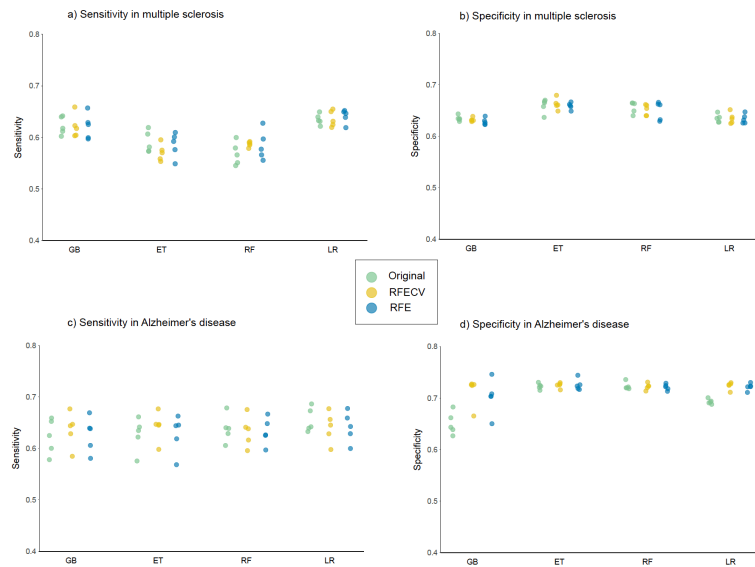 a) Sensitivity in multiple sclerosis
0.8
0.7
0.6
0.5
0.4
Sensitivity
GB ET RF LR
b) Specificity in multiple sclerosis
0.8
0.7
0.6
0.5
0.4
Specificity
GB ET RF LR
Original
RFECV
RFE
c) Sensitivity in Alzheimer's disease
0.8
0.7
0.6
0.5
0.4
Sensitivity
GB ET RF LR
d) Specificity in Alzheimer's disease
0.8
0.7
0.6
0.5
0.4
Specificity
GB ET RF LR